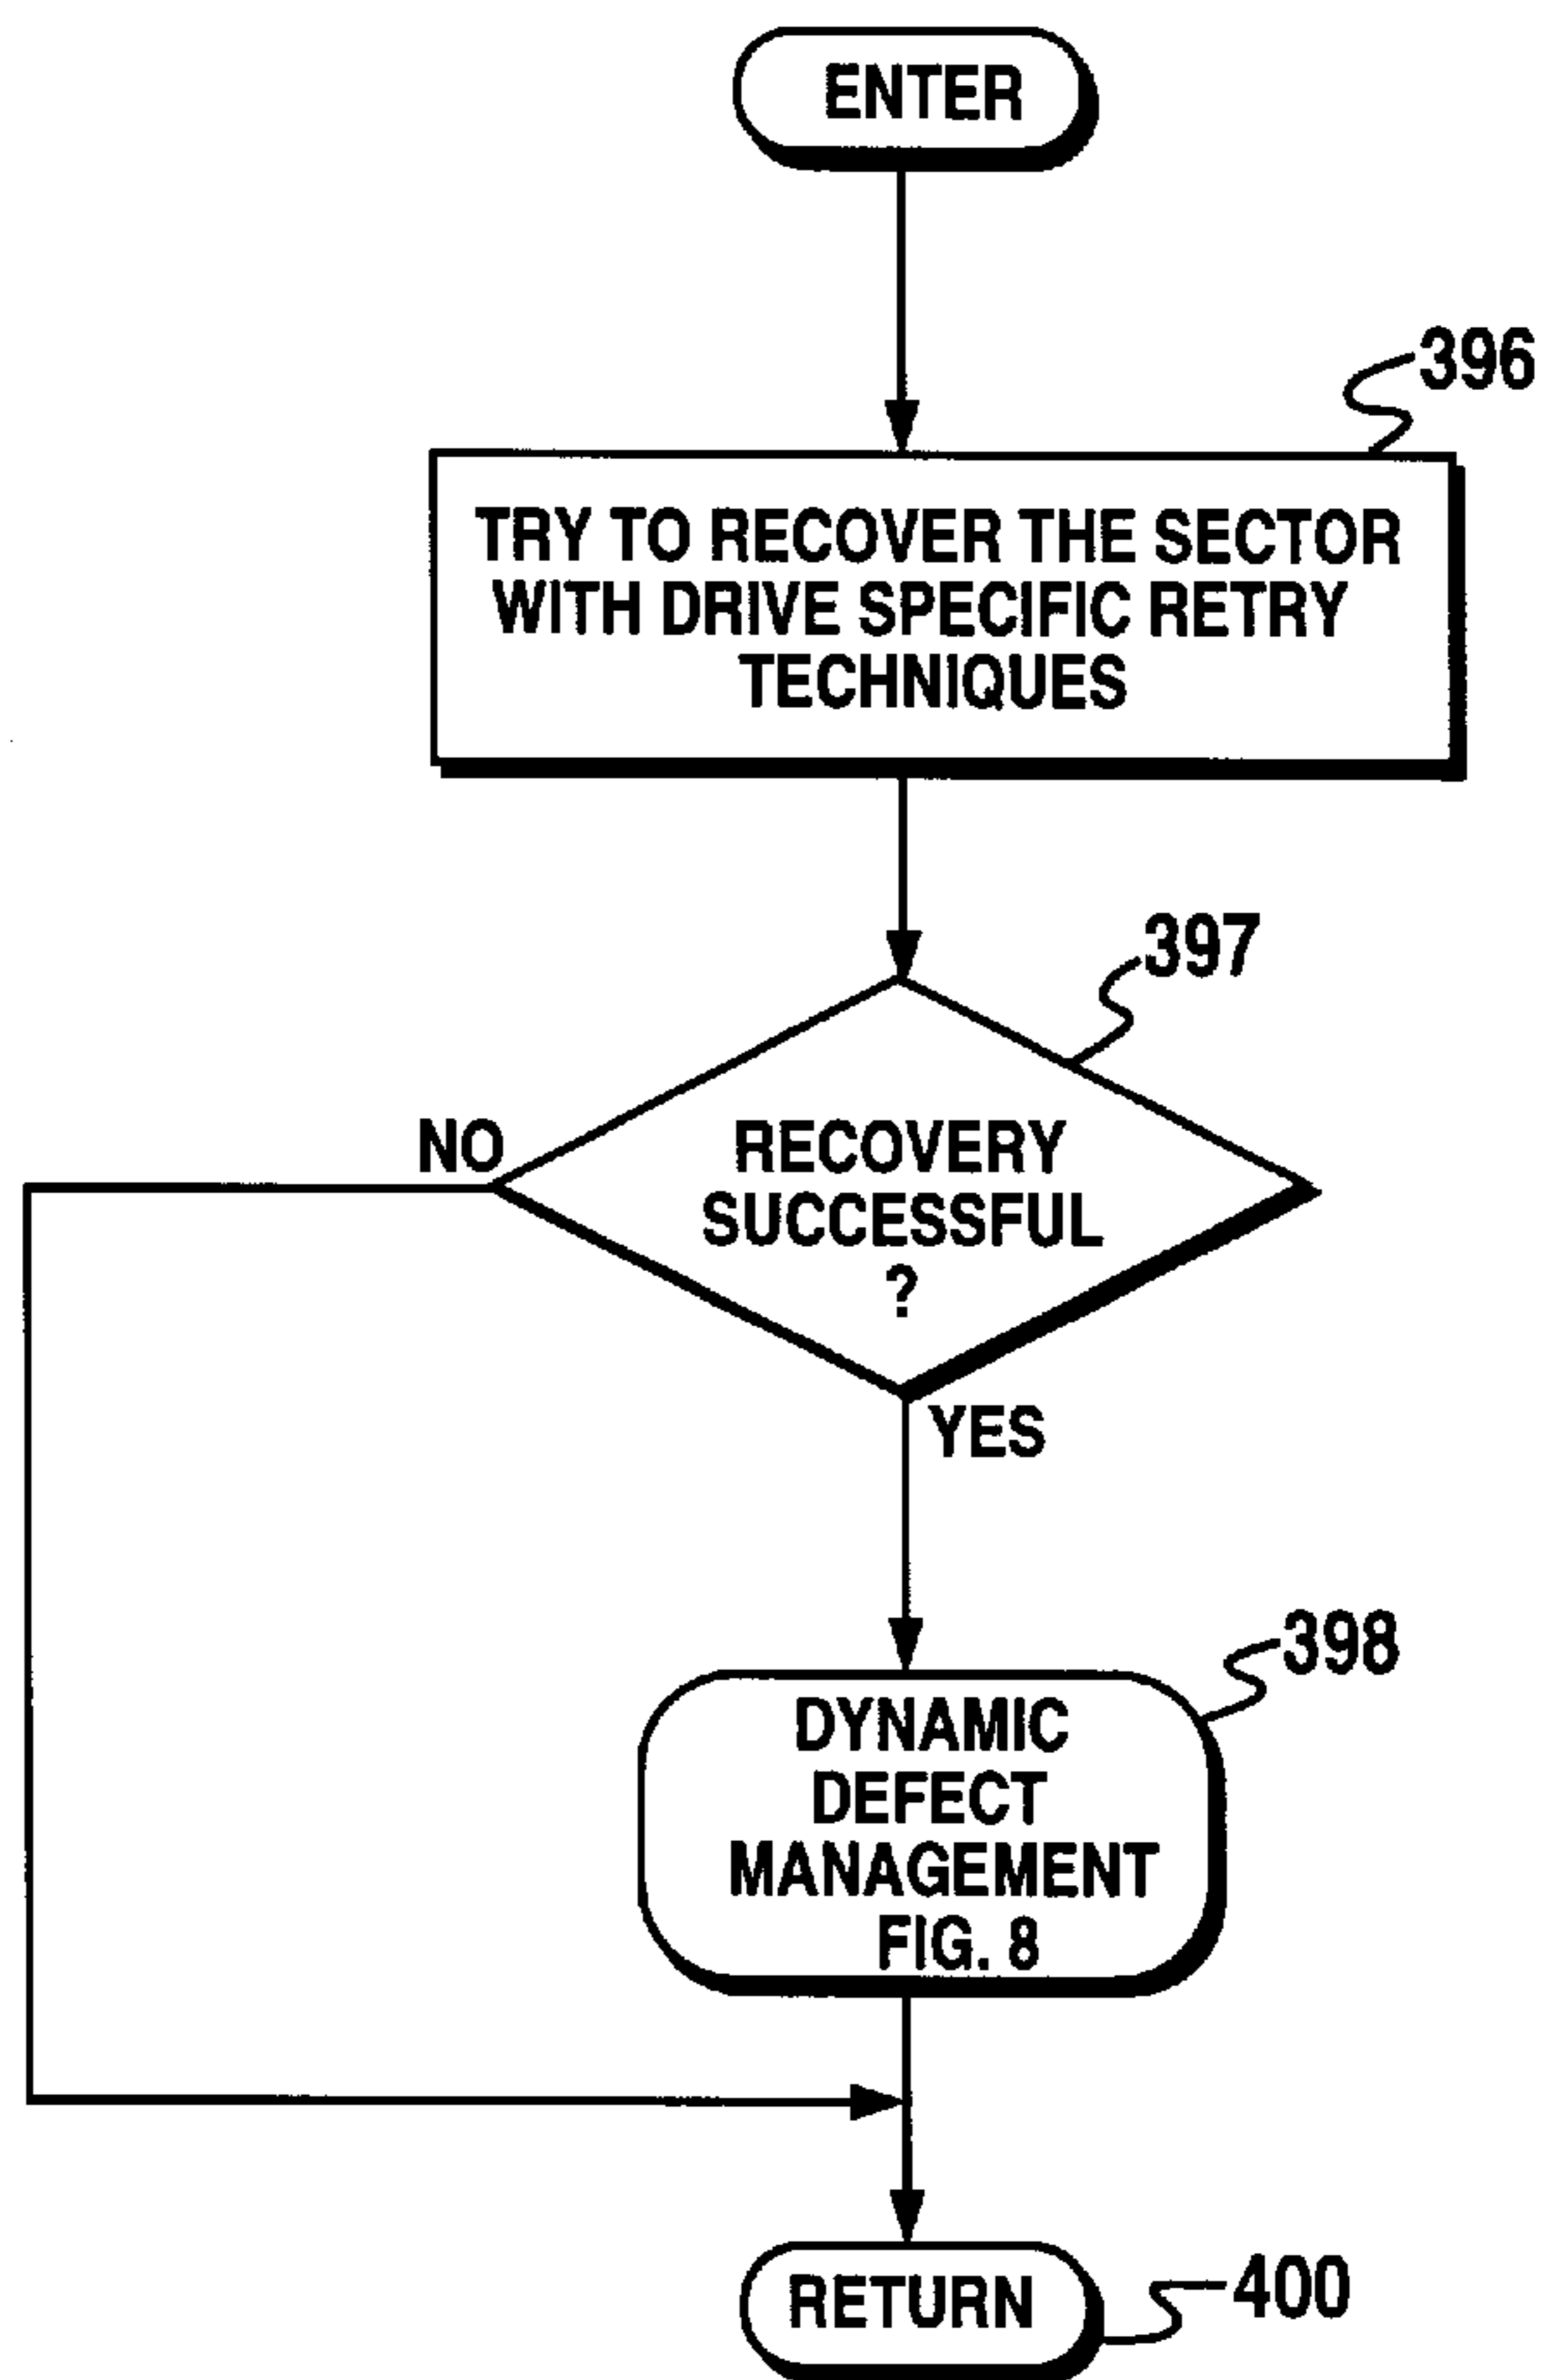 ENTER
396
TRY TO RECOVER THE SECTOR
WITH DRIVE SPECIFIC RETRY
TECHNIQUES
397
NO
RECOVERY
SUCCESSFUL
?
YES
398
DYNAMIC
DEFECT
MANAGEMENT
FIG. 8
RETURN
400